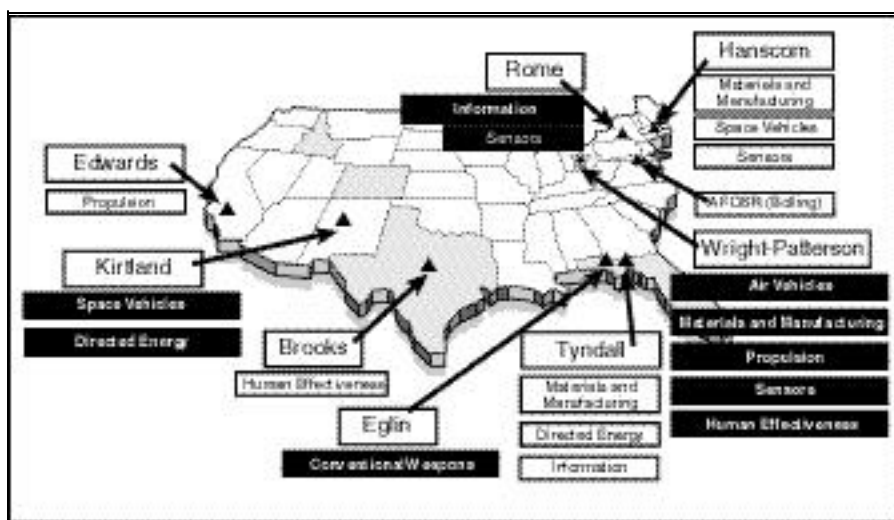 Hanscom
Materials and
Manufacturing
Space Vehicles
Sensors
Rome
Information
Sensors
Edwards
Propulsion
AFOSR (Bolling)
Wright-Patterson
Air Vehicles
Materials and Manufacturing
Propulsion
Sensors
Human Effectiveness
Kirtland
Space Vehicles
Directed Energy
Brooks
Human Effectiveness
Tyndall
Materials and
Manufacturing
Directed Energy
Information
Eglin
Conventional Weapons